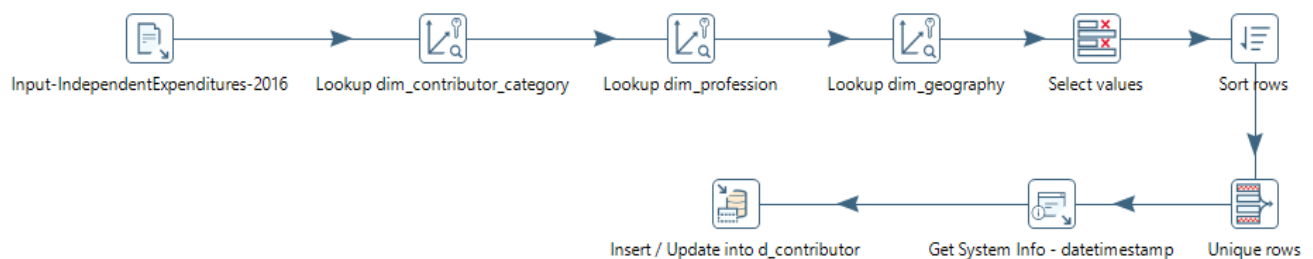 Input-IndependentExpenditures-2016
Lookup dim_contributor_category
Lookup dim_profession
Lookup dim_geography
Select values
Sort rows
Insert / Update into d_contributor
Get System Info - datetimestamp
Unique rows